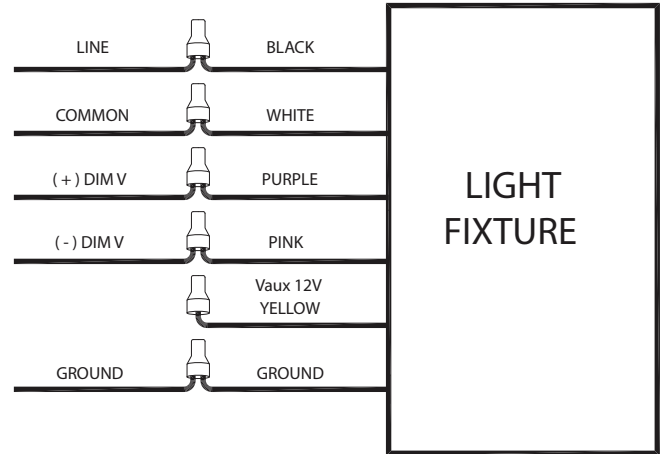 LINE BLACK
COMMON WHITE
( + ) DIM V PURPLE
( - ) DIM V PINK
Vaux 12V
YELLOW
GROUND GROUND
LIGHT
FIXTURE